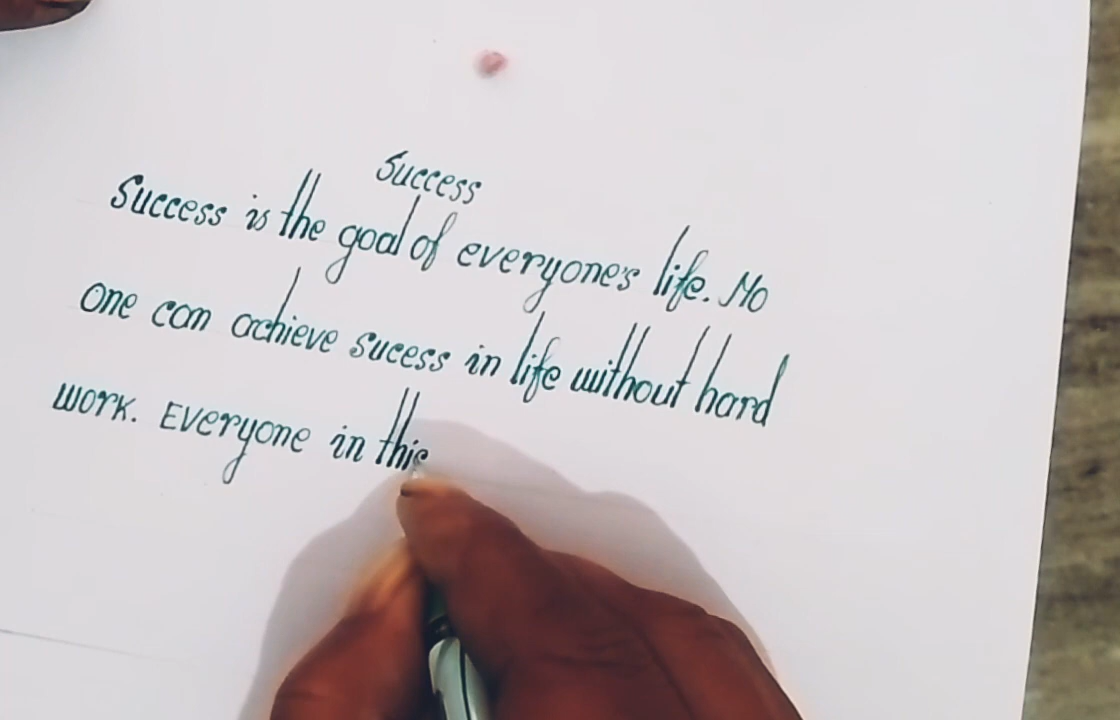 Success
Success is the goal of everyone's life. No
one can achieve sucess in life without hard
work. Everyone in this